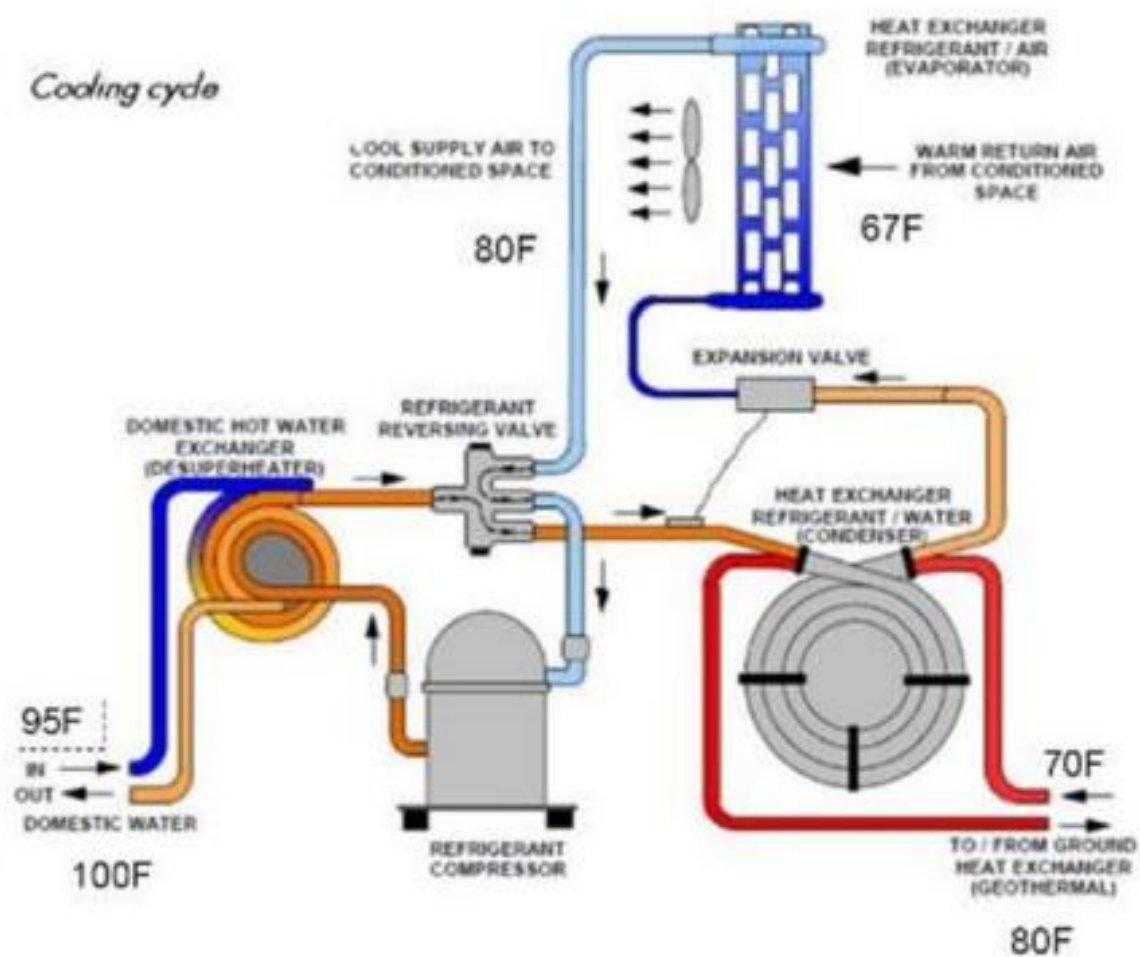 Cooling cycle
HEAT EXCHANGER
REFRIGERANT / AIR
(EVAPORATOR)
COOL SUPPLY AIR TO
CONDITIONED SPACE
80F
WARM RETURN AIR
FROM CONDITIONED
SPACE
67F
EXPANSION VALVE
REFRIGERANT
REVERSING VALVE
DOMESTIC HOT WATER
EXCHANGER
(DESUPERHEATER)
HEAT EXCHANGER
REFRIGERANT / WATER
(CONDENSER)
95F
IN
OUT
DOMESTIC WATER
100F
REFRIGERANT
COMPRESSOR
70F
TO / FROM GROUND
HEAT EXCHANGER
(GEOTHERMAL)
80F